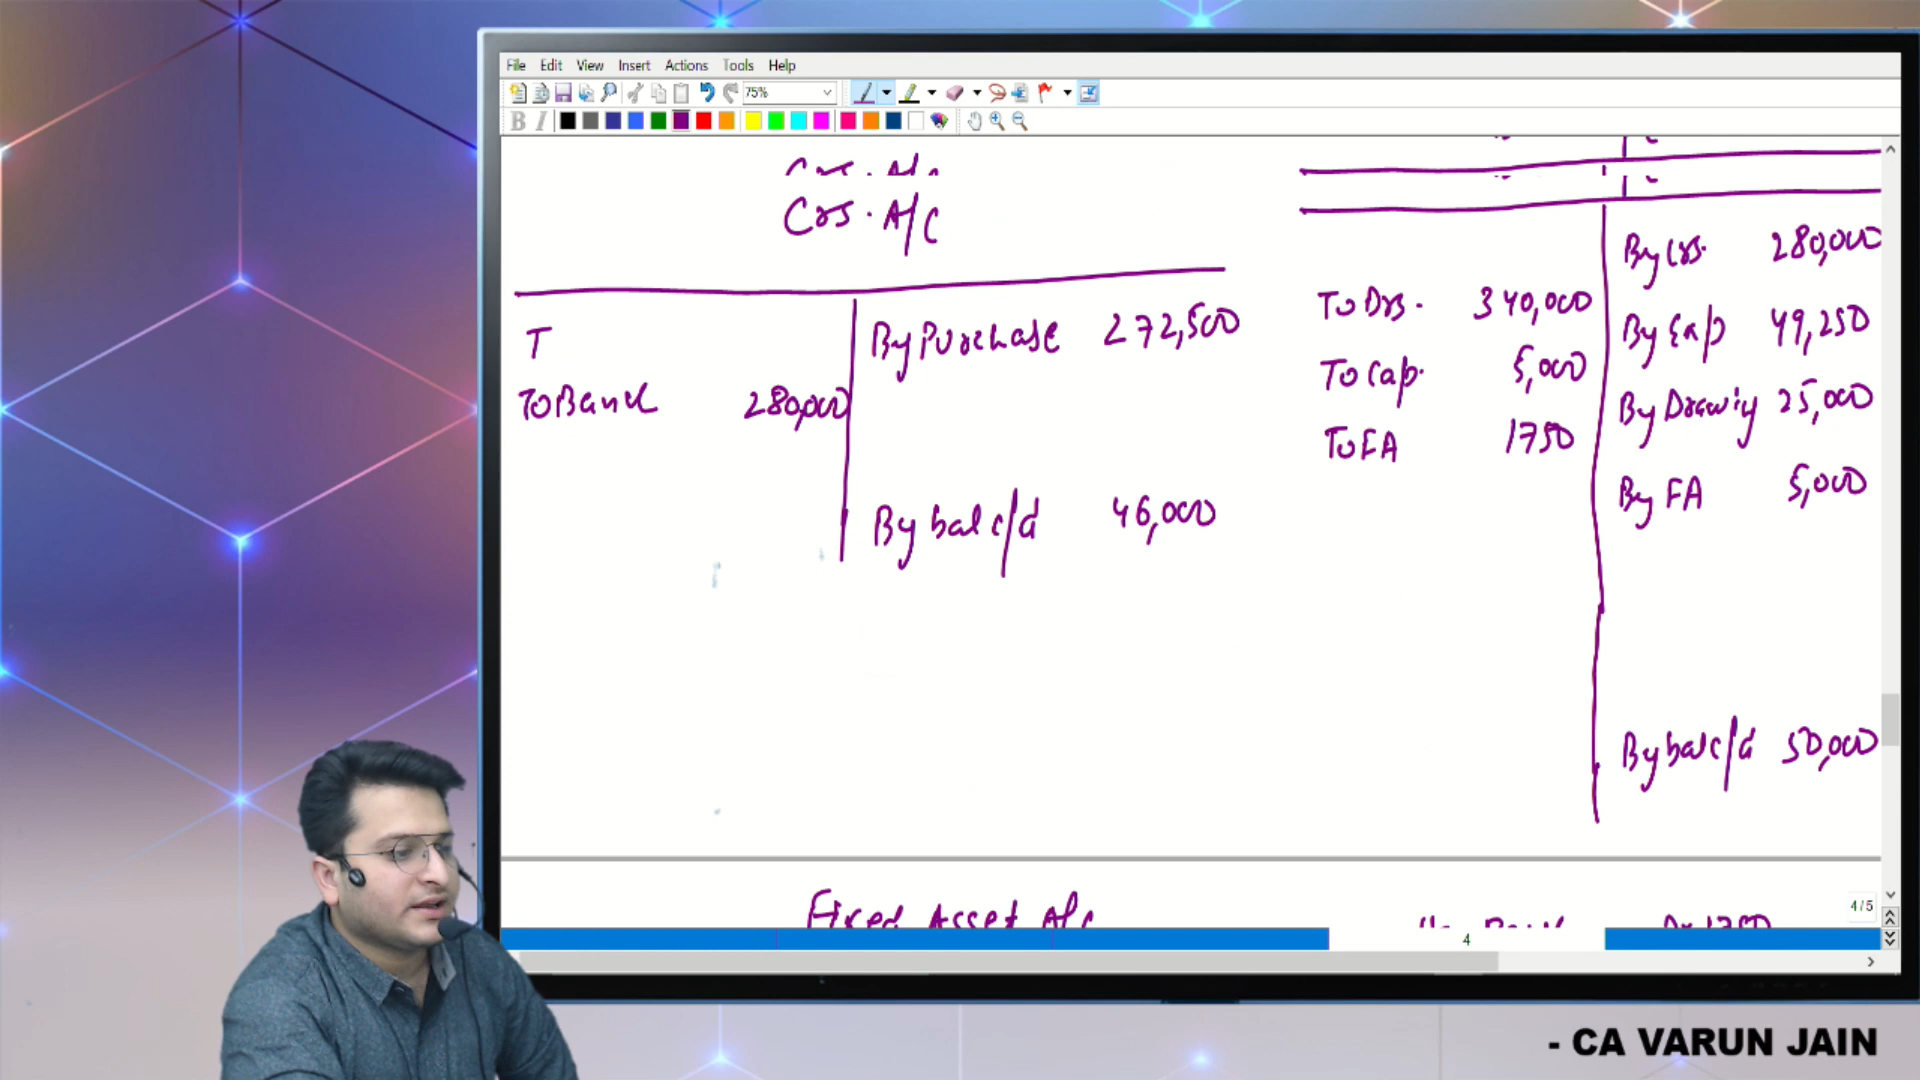 File Edit View Insert Actions Tools Help
75%
B I
Crs. A/C
T
To Bank 280,000
By Purchase 272,500
By bal c/d 46,000
To Drs. 340,000
To Cap. 5,000
To FA 1750
By Crs. 280,000
By Exp 49,250
By Drawig 25,000
By FA 5,000
By bal c/d 50,000
4/5
Fixed Asset A/c
4
- CA VARUN JAIN